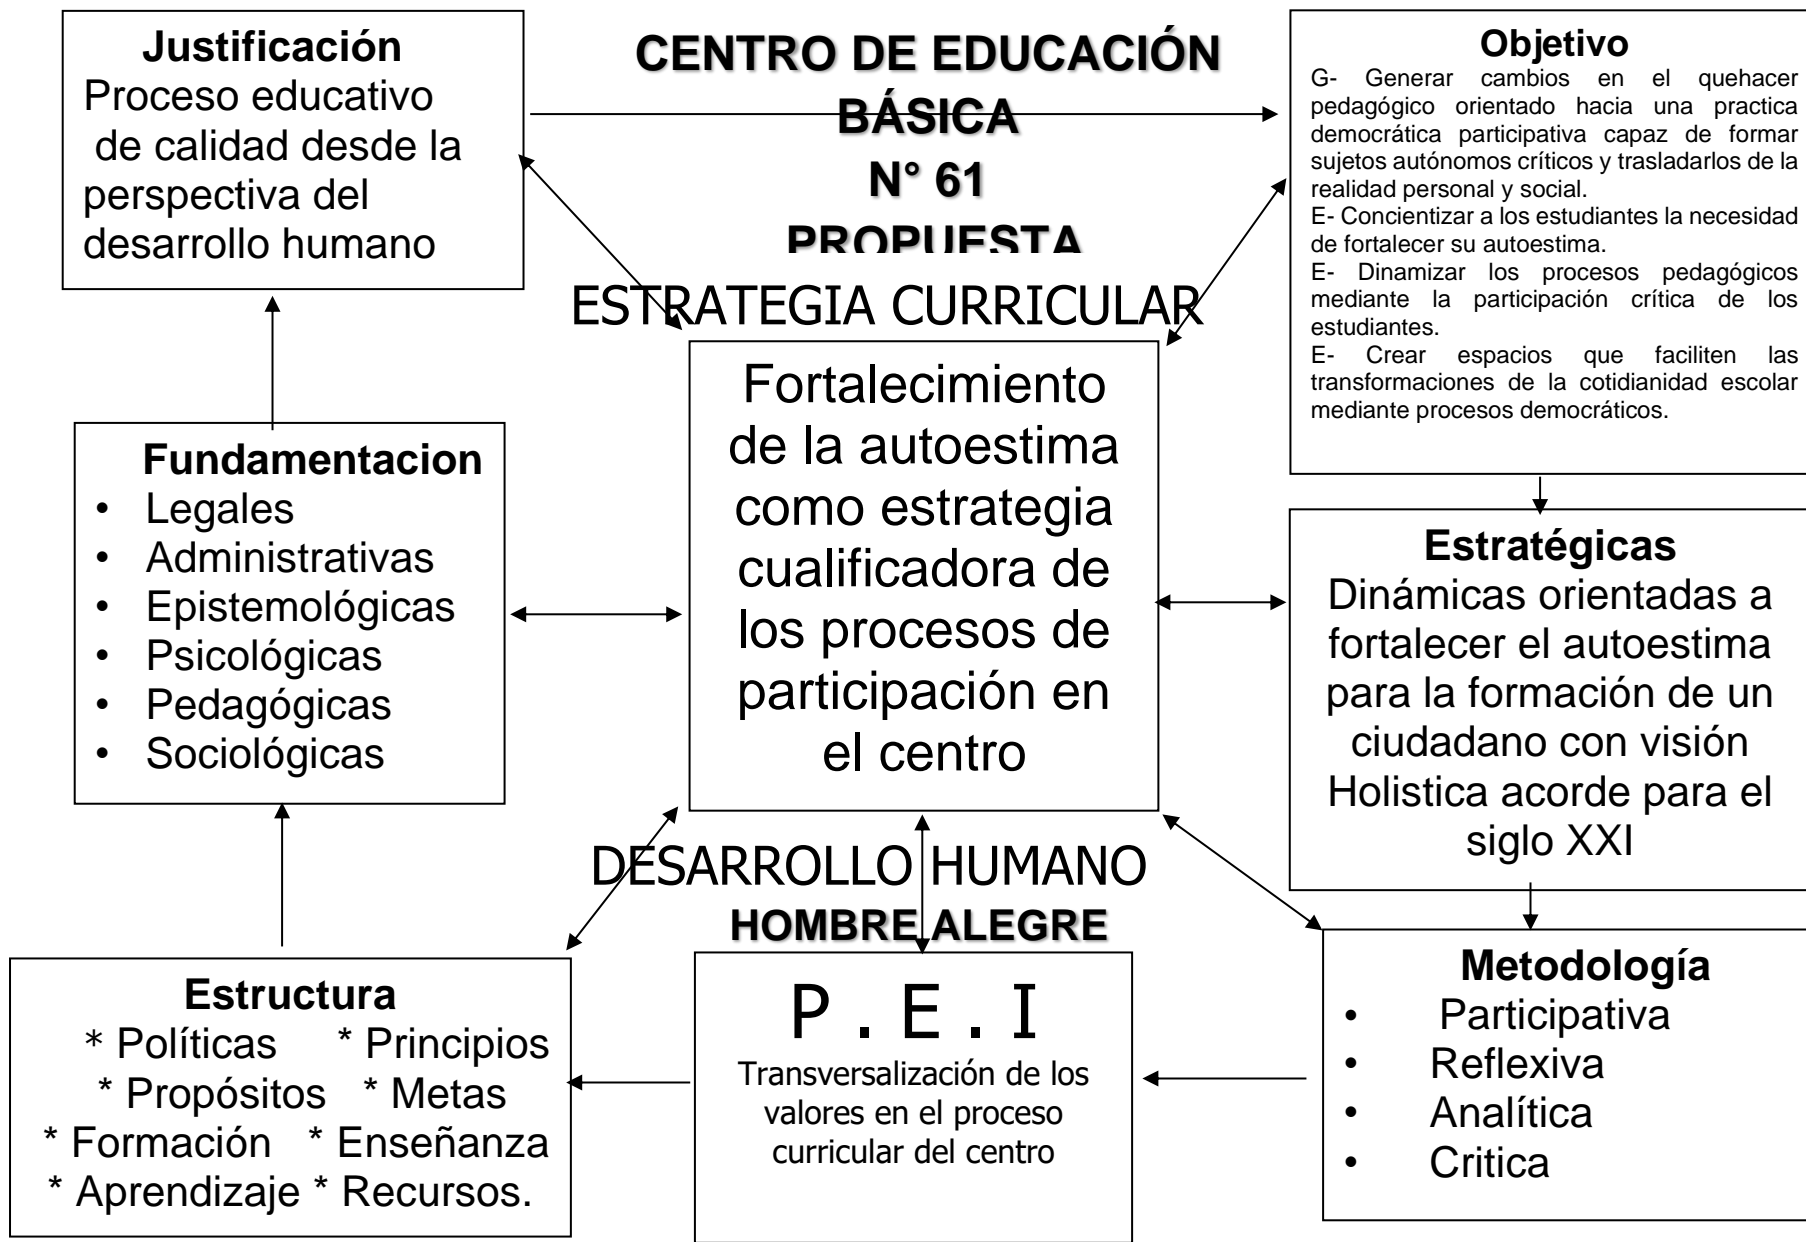 Justificación
Proceso educativo
de calidad desde la
perspectiva del
desarrollo humano
CENTRO DE EDUCACIÓN
BÁSICA
N° 61
PROPUESTA
Objetivo
G- Generar cambios en el quehacer
pedagógico orientado hacia una practica
democrática participativa capaz de formar
sujetos autónomos críticos y trasladarlos de la
realidad personal y social.
E- Concientizar a los estudiantes la necesidad
de fortalecer su autoestima.
E- Dinamizar los procesos pedagógicos
mediante la participación crítica de los
estudiantes.
E- Crear espacios que faciliten las
transformaciones de la cotidianidad escolar
mediante procesos democráticos.
ESTRATEGIA CURRICULAR
Fortalecimiento
de la autoestima
como estrategia
cualificadora de
los procesos de
participación en
el centro
Fundamentacion
• Legales
• Administrativas
• Epistemológicas
• Psicológicas
• Pedagógicas
• Sociológicas
Estratégicas
Dinámicas orientadas a
fortalecer el autoestima
para la formación de un
ciudadano con visión
Holistica acorde para el
siglo XXI
DESARROLLO HUMANO
HOMBRE ALEGRE
Estructura
* Políticas * Principios
* Propósitos * Metas
* Formación * Enseñanza
* Aprendizaje * Recursos.
P.E.I
Transversalización de los
valores en el proceso
curricular del centro
Metodología
• Participativa
• Reflexiva
• Analítica
• Critica